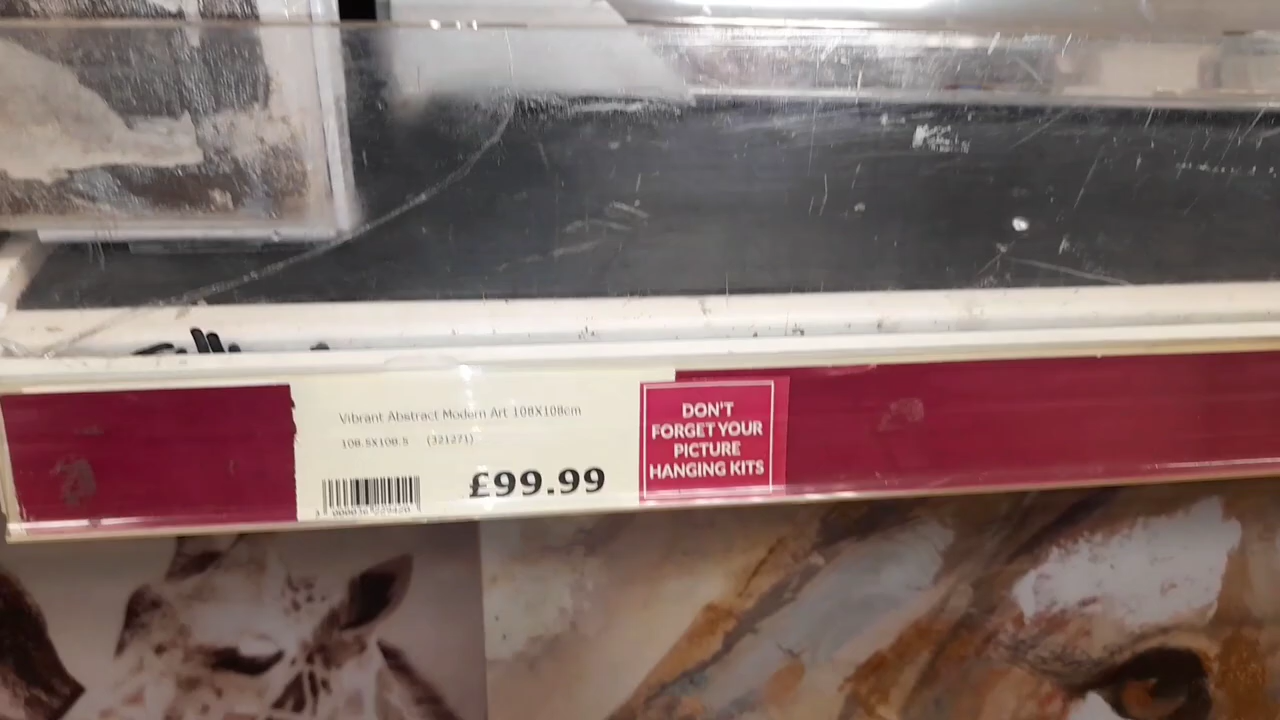 Vibrant Abstract Modern Art 108X108cm
108.5X108.5 (321271)
£99.99
DON'T
FORGET YOUR
PICTURE
HANGING KITS